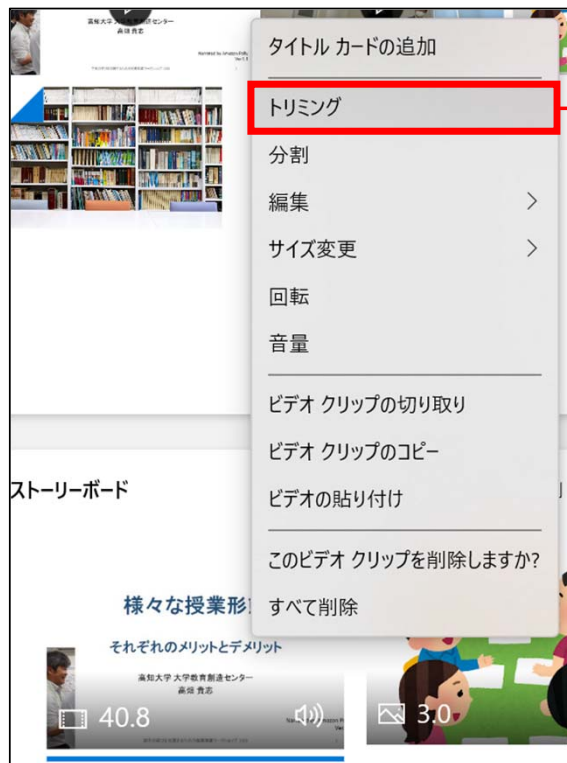 高知大学 大学教育創造センター
高畑 貴志
タイトル カードの追加
トリミング
分割
編集
サイズ変更
回転
音量
ビデオ クリップの切り取り
ビデオ クリップのコピー
ビデオの貼り付け
このビデオ クリップを削除しますか?
すべて削除
ストーリーボード
様々な授業形
それぞれのメリットとデメリット
高知大学 大学教育創造センター
高畑 貴志
40.8
3.0